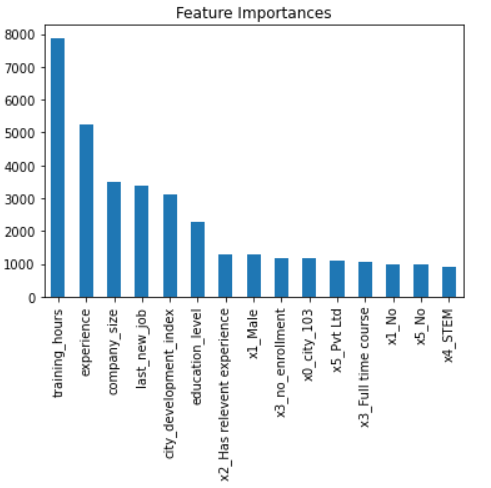 Feature Importances
8000
7000
6000
5000
4000
3000
2000
1000
0
training_hours
experience
company_size
last_new_job
city_development_index
education_level
x2_Has relevent experience
x1_Male
x3_no_enrollment
x0_city_103
x5_Pvt Ltd
x3_Full time course
x1_No
x5_No
x4_STEM